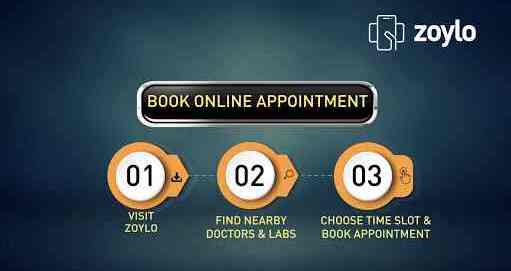 zoylo
BOOK ONLINE APPOINTMENT
01
VISIT
ZOYLO
02
FIND NEARBY
DOCTORS & LABS
03
CHOOSE TIME SLOT &
BOOK APPOINTMENT